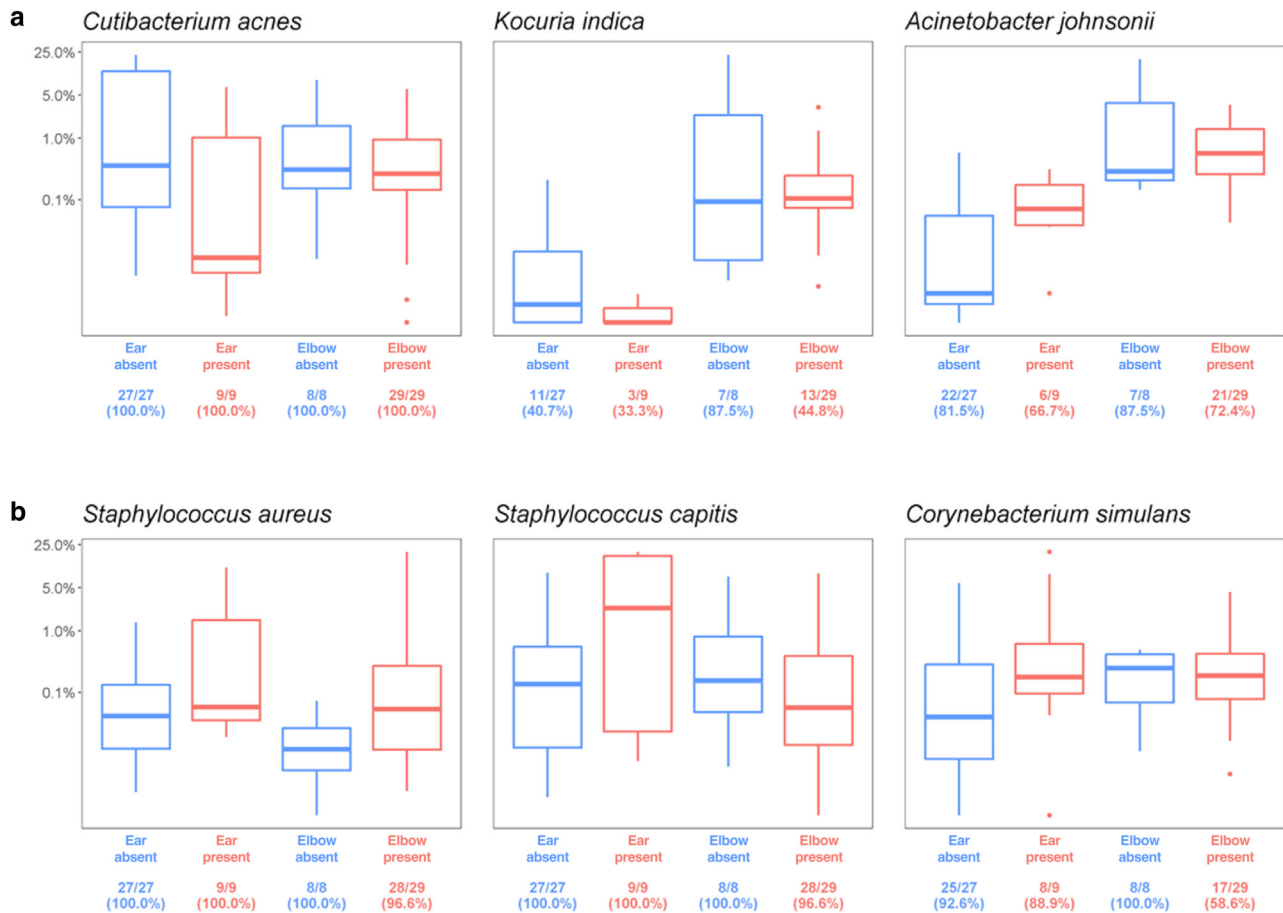 a
Cutibacterium acnes
Kocuria indica
Acinetobacter johnsonii
25.0%
5.0%
1.0%
0.1%
Ear absent
Ear present
Elbow absent
Elbow present
Ear absent
Ear present
Elbow absent
Elbow present
Ear absent
Ear present
Elbow absent
Elbow present
27/27 9/9 8/8 29/29
(100.0%) (100.0%) (100.0%) (100.0%)
11/27 3/9 7/8 13/29
(40.7%) (33.3%) (87.5%) (44.8%)
22/27 6/9 7/8 21/29
(81.5%) (66.7%) (87.5%) (72.4%)
b
Staphylococcus aureus
Staphylococcus capitis
Corynebacterium simulans
25.0%
5.0%
1.0%
0.1%
Ear absent
Ear present
Elbow absent
Elbow present
Ear absent
Ear present
Elbow absent
Elbow present
Ear absent
Ear present
Elbow absent
Elbow present
27/27 9/9 8/8 28/29
(100.0%) (100.0%) (100.0%) (96.6%)
27/27 9/9 8/8 28/29
(100.0%) (100.0%) (100.0%) (96.6%)
25/27 8/9 8/8 17/29
(92.6%) (88.9%) (100.0%) (58.6%)